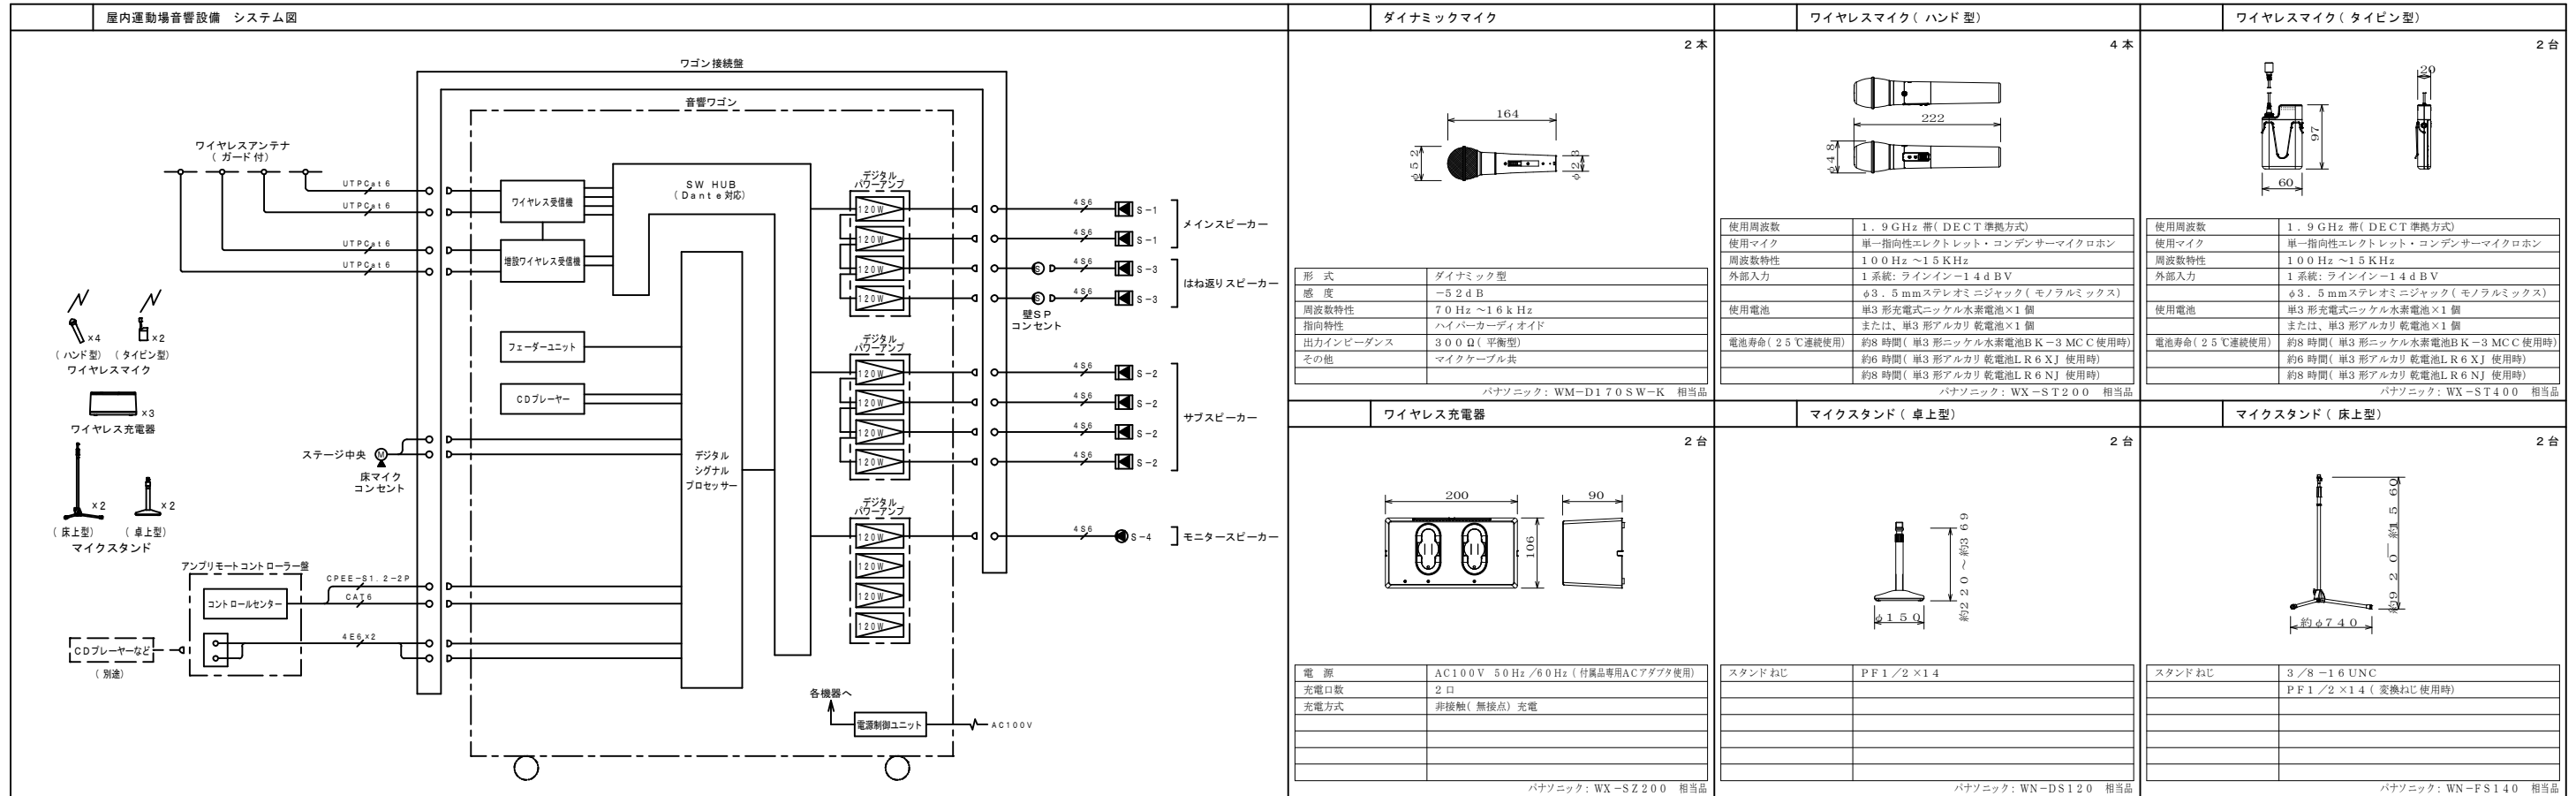 屋内運動場音響設備 システム図
ワゴン接続盤
音響ワゴン
ワイヤレスアンテナ
(ガード付)
UTPCat6
UTPCat6
UTPCat6
UTPCat6
ワイヤレス受信機
増設ワイヤレス受信機
SW HUB
(Dante対応)
フェーダーユニット
CDプレーヤー
デジタル
シグナル
プロセッサー
デジタル
パワーアンプ
120W
120W
120W
120W
デジタル
パワーアンプ
120W
120W
120W
120W
デジタル
パワーアンプ
120W
120W
120W
120W
4S6 S-1
4S6 S-1
メインスピーカー
S 4S6 S-3
S 4S6 S-3
はね返りスピーカー
壁SP
コンセント
4S6 S-2
4S6 S-2
4S6 S-2
4S6 S-2
サブスピーカー
4S6 S-4
モニタースピーカー
×4 ×2
(ハンド型) (タイピン型)
ワイヤレスマイク
×3
ワイヤレス充電器
×2 ×2
(床上型) (卓上型)
マイクスタンド
ステージ中央 M
床マイク
コンセント
アンプリモートコントローラー盤
コントロールセンター
CPEE-S1.2-2P
CAT6
4E6×2
CDプレーヤーなど
(別途)
各機器へ
電源制御ユニット
AC100V
ダイナミックマイク
2本
164
φ52
φ23
形 式 ダイナミック型
感 度 -52dB
周波数特性 70Hz~16kHz
指向特性 ハイパーカーディオイド
出力インピーダンス 300Ω(平衡型)
その他 マイクケーブル共
パナソニック:WM-D170SW-K 相当品
ワイヤレスマイク(ハンド型)
4本
222
φ48
使用周波数 1.9GHz帯(DECT準拠方式)
使用マイク 単一指向性エレクトレット・コンデンサーマイクロホン
周波数特性 100Hz~15KHz
外部入力 1系統:ラインイン-14dBV
φ3.5mmステレオミニジャック(モノラルミックス)
使用電池 単3形充電式ニッケル水素電池×1個
または、単3形アルカリ乾電池×1個
電池寿命(25℃連続使用) 約8時間(単3形ニッケル水素電池BK-3MCC使用時)
約6時間(単3形アルカリ乾電池LR6XJ使用時)
約8時間(単3形アルカリ乾電池LR6NJ使用時)
パナソニック:WX-ST200 相当品
ワイヤレスマイク(タイピン型)
2台
20
97
60
使用周波数 1.9GHz帯(DECT準拠方式)
使用マイク 単一指向性エレクトレット・コンデンサーマイクロホン
周波数特性 100Hz~15KHz
外部入力 1系統:ラインイン-14dBV
φ3.5mmステレオミニジャック(モノラルミックス)
使用電池 単3形充電式ニッケル水素電池×1個
または、単3形アルカリ乾電池×1個
電池寿命(25℃連続使用) 約8時間(単3形ニッケル水素電池BK-3MCC使用時)
約6時間(単3形アルカリ乾電池LR6XJ使用時)
約8時間(単3形アルカリ乾電池LR6NJ使用時)
パナソニック:WX-ST400 相当品
ワイヤレス充電器
2台
200
90
106
電 源 AC100V 50Hz/60Hz(付属品専用ACアダプタ使用)
充電口数 2口
充電方式 非接触(無接点)充電
パナソニック:WX-SZ200 相当品
マイクスタンド(卓上型)
2台
約220~約369
φ150
スタンドねじ PF1/2×14
パナソニック:WN-DS120 相当品
マイクスタンド(床上型)
2台
約920~約1560
約φ740
スタンドねじ 3/8-16UNC
PF1/2×14(変換ねじ使用時)
パナソニック:WN-FS140 相当品